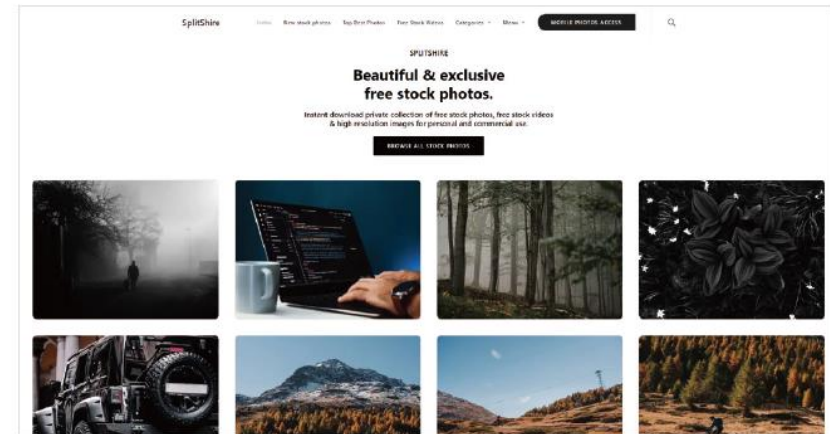 SplitShire
Home New stock photos Top Best Photos Free Stock Videos Categories Menu MOBILE PHOTOS ACCESS
SPLITSHIRE
Beautiful & exclusive
free stock photos.
Instant download private collection of free stock photos, free stock videos
& high resolution images for personal and commercial use.
BROWSE ALL STOCK PHOTOS